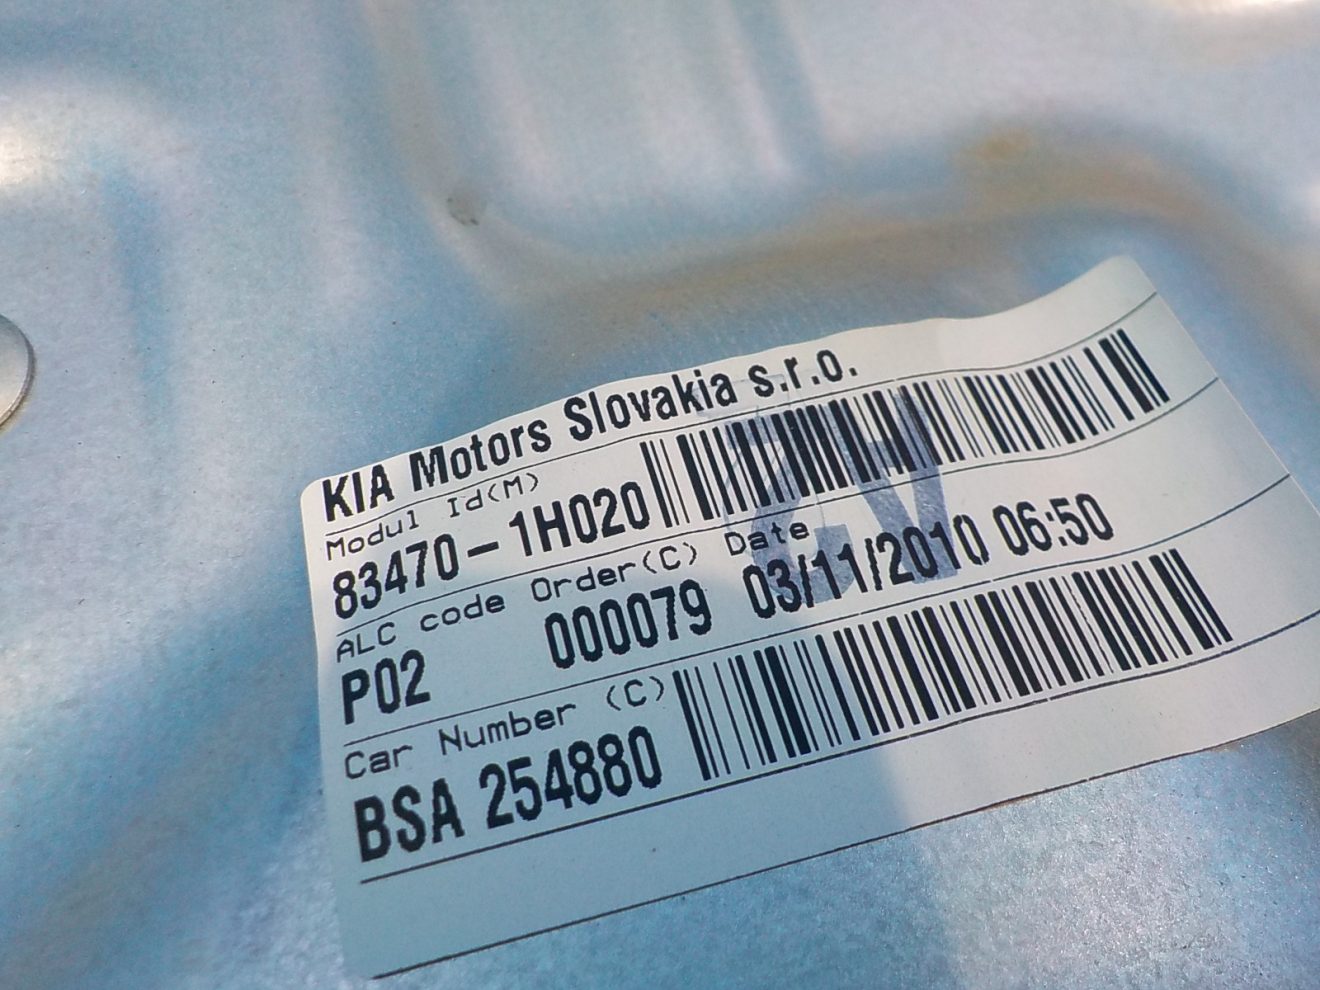 KIA Motors Slovakia s.r.o.
Modul Id(M)
83470-1H020
ALC code Order(C) Date
P02 000079 03/11/2010 06:50
Car Number (C)
BSA 254880